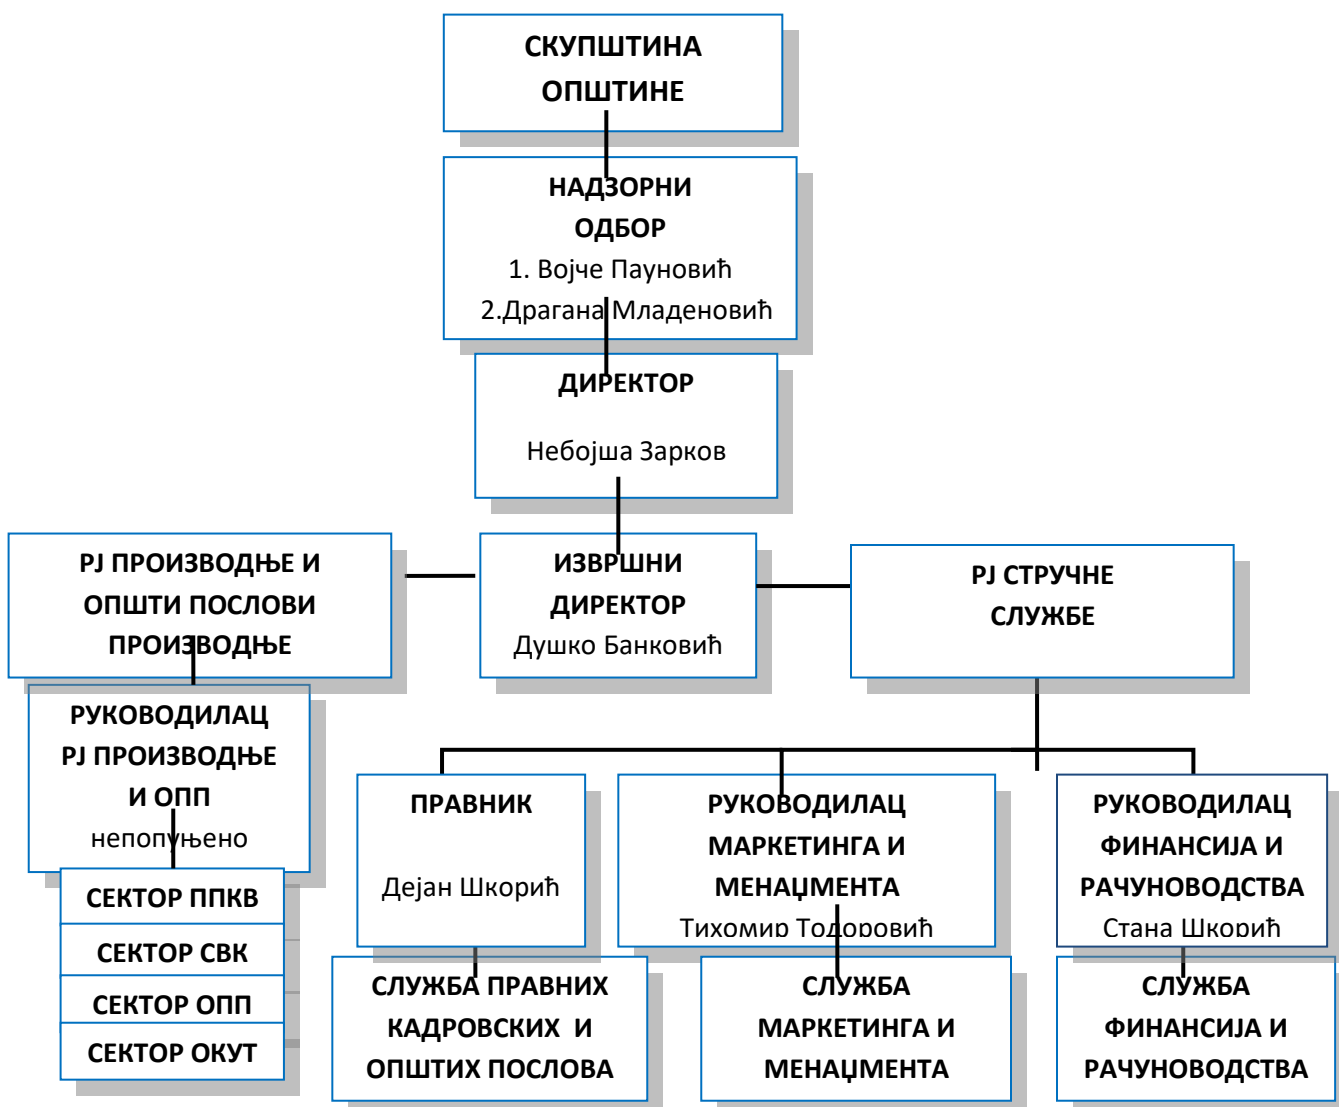 СКУПШТИНА
ОПШТИНЕ
НАДЗОРНИ
ОДБОР
1. Војче Пауновић
2.Драгана Младеновић
ДИРЕКТОР
Небојша Зарков
РЈ ПРОИЗВОДЊЕ И
ОПШТИ ПОСЛОВИ
ПРОИЗВОДЊЕ
ИЗВРШНИ
ДИРЕКТОР
Душко Банковић
РЈ СТРУЧНЕ
СЛУЖБЕ
РУКОВОДИЛАЦ
РЈ ПРОИЗВОДЊЕ
И ОПП
непопуњено
СЕКТОР ППКВ
СЕКТОР СВК
СЕКТОР ОПП
СЕКТОР ОКУТ
ПРАВНИК
Дејан Шкорић
РУКОВОДИЛАЦ
МАРКЕТИНГА И
МЕНАЏМЕНТА
Тихомир Тодоровић
РУКОВОДИЛАЦ
ФИНАНСИЈА И
РАЧУНОВОДСТВА
Стана Шкорић
СЛУЖБА ПРАВНИХ
КАДРОВСКИХ И
ОПШТИХ ПОСЛОВА
СЛУЖБА
МАРКЕТИНГА И
МЕНАЏМЕНТА
СЛУЖБА
ФИНАНСИЈА И
РАЧУНОВОДСТВА